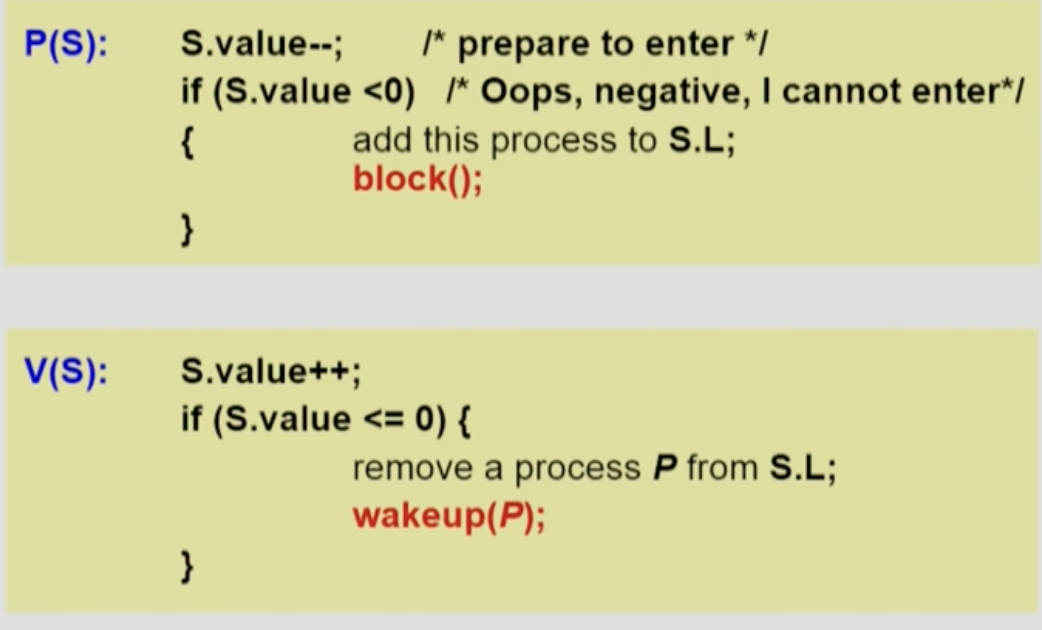 P(S): S.value--; /* prepare to enter */
if (S.value <0) /* Oops, negative, I cannot enter*/
{ add this process to S.L;
block();
}
V(S): S.value++;
if (S.value <= 0) {
remove a process P from S.L;
wakeup(P);
}